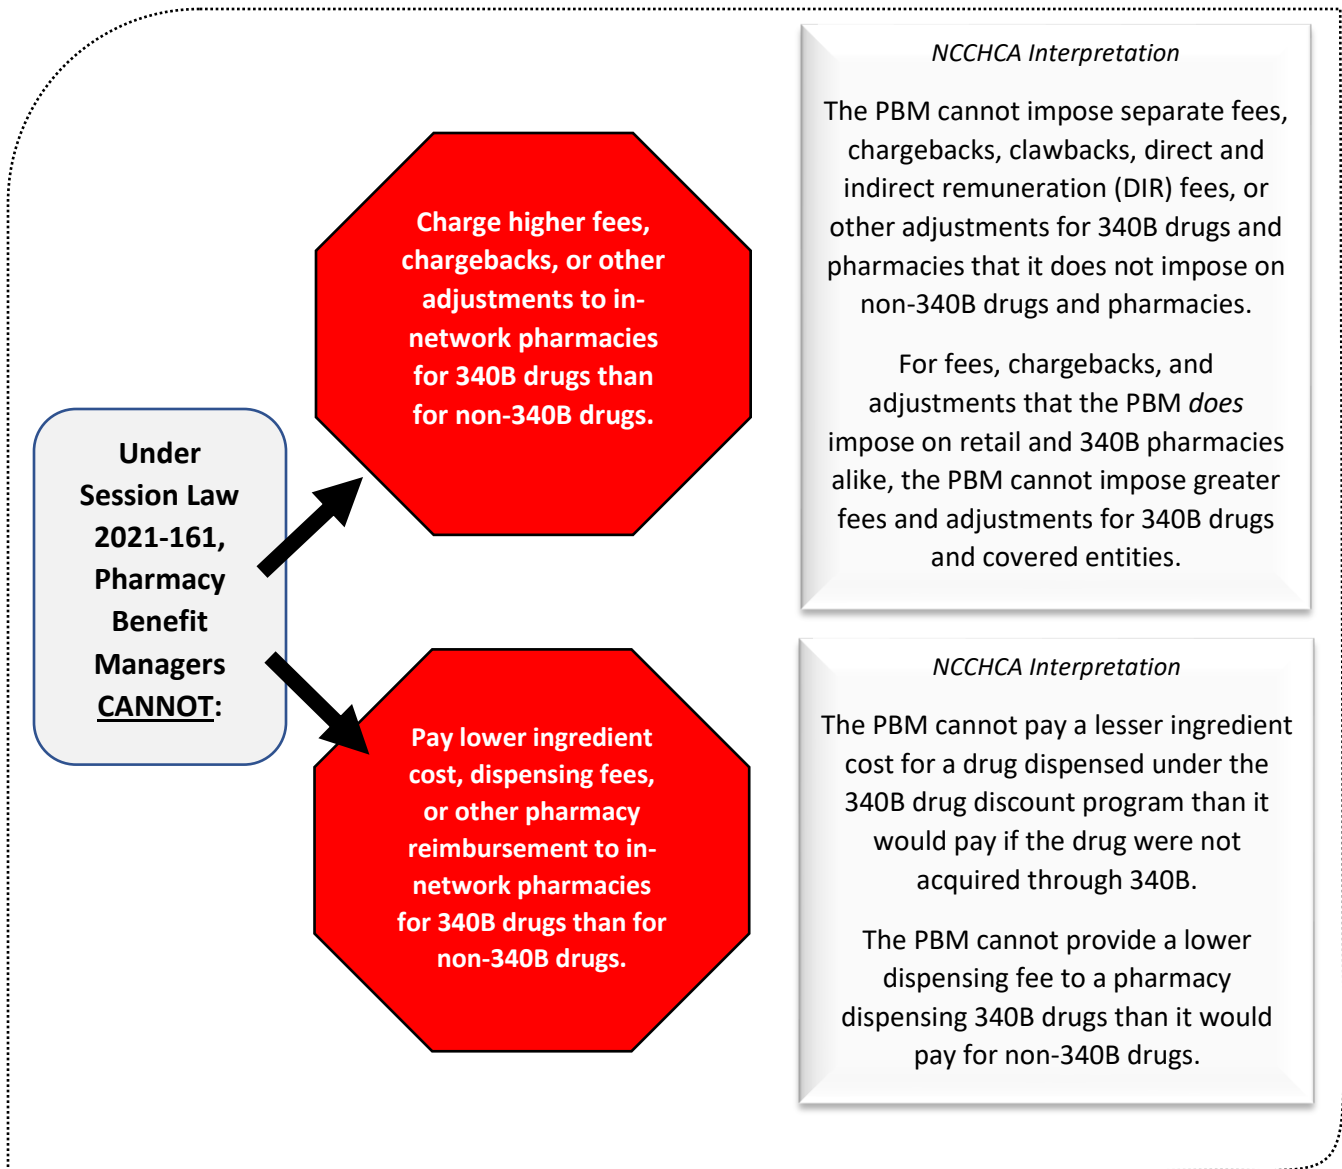 Under
Session Law
2021-161,
Pharmacy
Benefit
Managers
CANNOT:
Charge higher fees,
chargebacks, or other
adjustments to in-
network pharmacies
for 340B drugs than
for non-340B drugs.
NCCHCA Interpretation
The PBM cannot impose separate fees,
chargebacks, clawbacks, direct and
indirect remuneration (DIR) fees, or
other adjustments for 340B drugs and
pharmacies that it does not impose on
non-340B drugs and pharmacies.
For fees, chargebacks, and
adjustments that the PBM does
impose on retail and 340B pharmacies
alike, the PBM cannot impose greater
fees and adjustments for 340B drugs
and covered entities.
Pay lower ingredient
cost, dispensing fees,
or other pharmacy
reimbursement to in-
network pharmacies
for 340B drugs than for
non-340B drugs.
NCCHCA Interpretation
The PBM cannot pay a lesser ingredient
cost for a drug dispensed under the
340B drug discount program than it
would pay if the drug were not
acquired through 340B.
The PBM cannot provide a lower
dispensing fee to a pharmacy
dispensing 340B drugs than it would
pay for non-340B drugs.